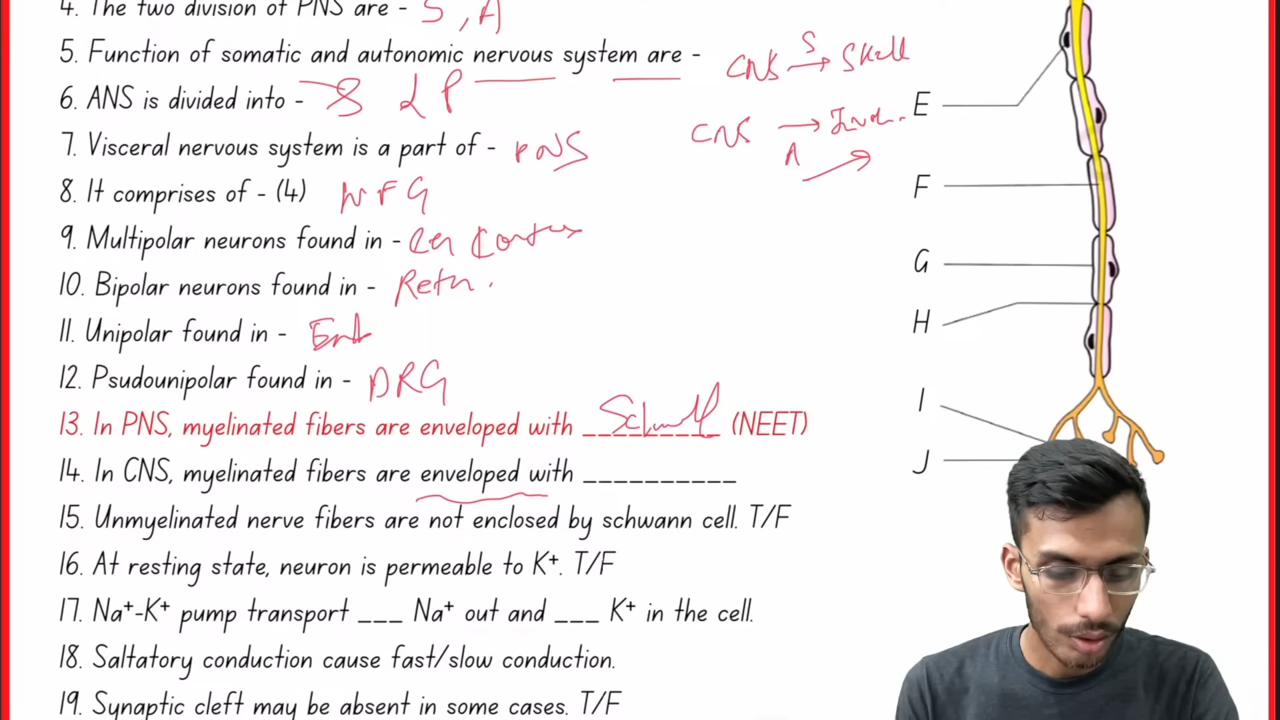 4. The two division of PNS are - S, A
5. Function of somatic and autonomic nervous system are -
CNS S → Skell
6. ANS is divided into - S & P
CNS → Invol.
A
7. Visceral nervous system is a part of - PNS
8. It comprises of - (4) N F G
9. Multipolar neurons found in - Cer Cortex
10. Bipolar neurons found in - Retn.
11. Unipolar found in - Emb
12. Psudounipolar found in - DRG
13. In PNS, myelinated fibers are enveloped with __________ (NEET)
14. In CNS, myelinated fibers are enveloped with __________
15. Unmyelinated nerve fibers are not enclosed by schwann cell. T/F
16. At resting state, neuron is permeable to K⁺. T/F
17. Na⁺-K⁺ pump transport ___ Na⁺ out and ___ K⁺ in the cell.
18. Saltatory conduction cause fast/slow conduction.
19. Synaptic cleft may be absent in some cases. T/F
E
F
G
H
I
J